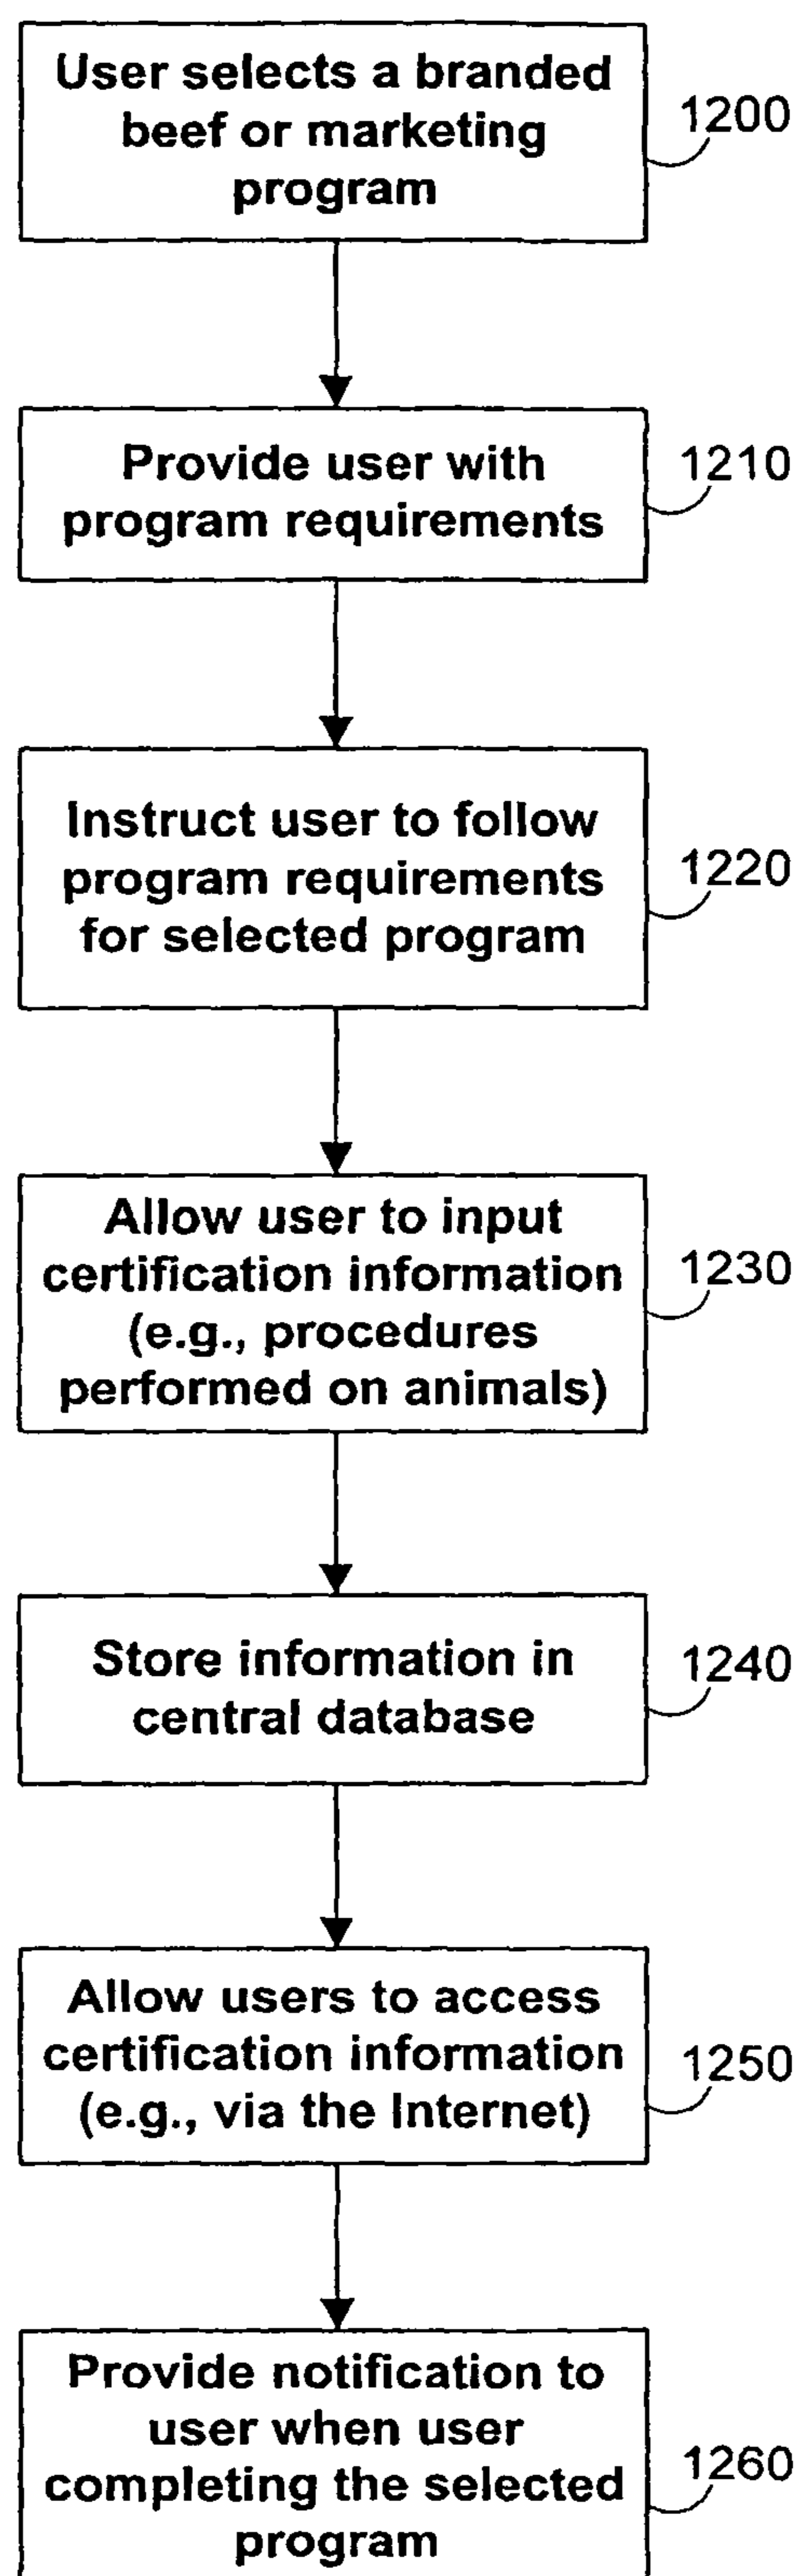 User selects a branded
beef or marketing
program
1200
Provide user with
program requirements
1210
Instruct user to follow
program requirements
for selected program
1220
Allow user to input
certification information
(e.g., procedures
performed on animals)
1230
Store information in
central database
1240
Allow users to access
certification information
(e.g., via the Internet)
1250
Provide notification to
user when user
completing the selected
program
1260